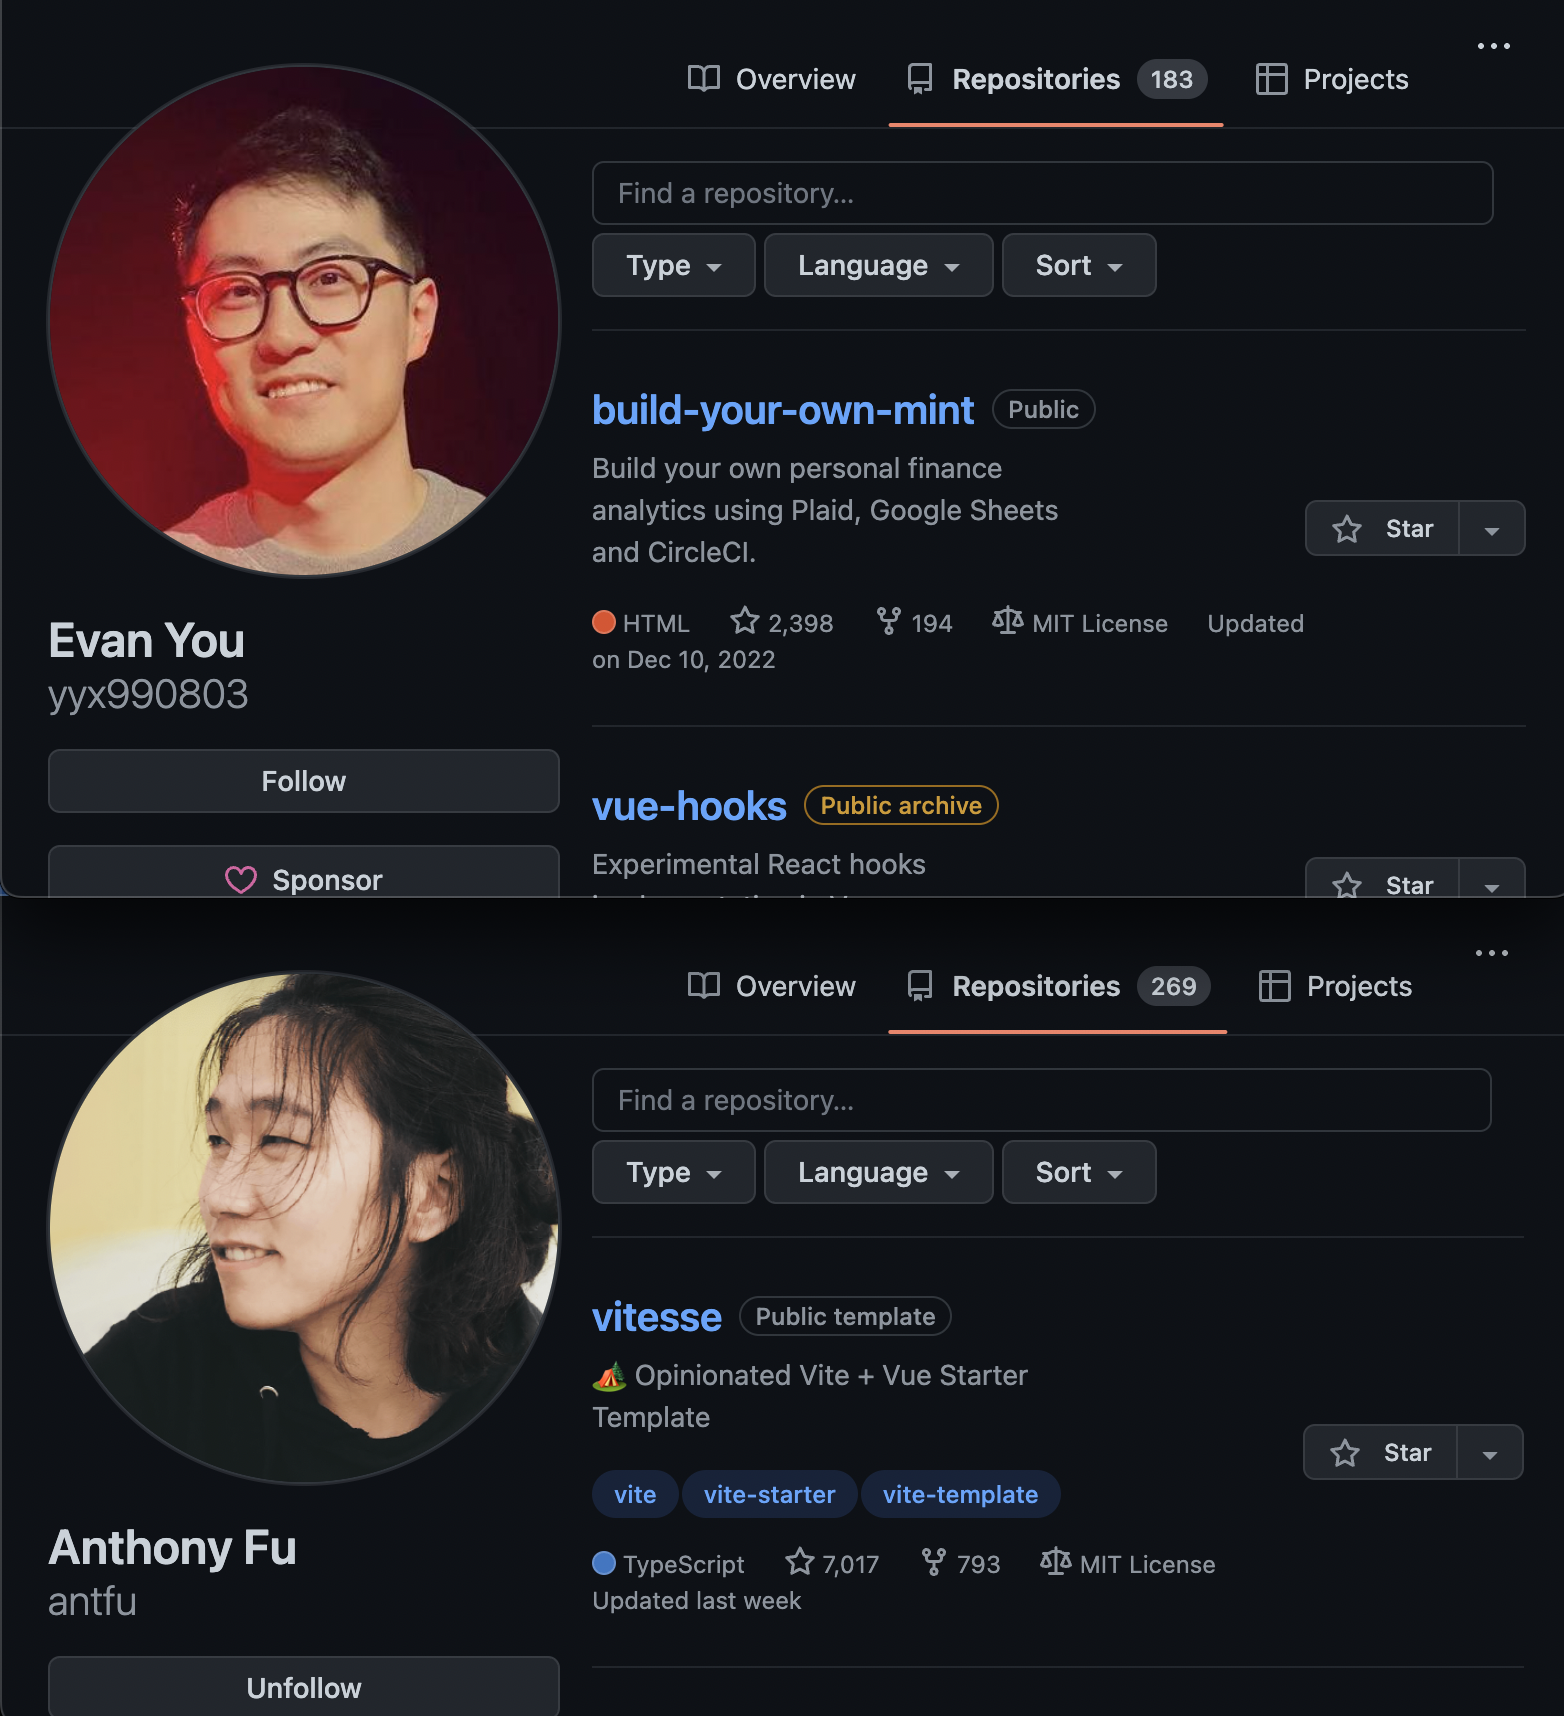 Overview Repositories 183 Projects
Find a repository...
Type Language Sort
build-your-own-mint Public
Build your own personal finance
analytics using Plaid, Google Sheets
and CircleCI.
Star
HTML 2,398 194 MIT License Updated
on Dec 10, 2022
Evan You
yyx990803
Follow
Sponsor
vue-hooks Public archive
Experimental React hooks
Star
Overview Repositories 269 Projects
Find a repository...
Type Language Sort
vitesse Public template
🏕 Opinionated Vite + Vue Starter
Template
Star
vite vite-starter vite-template
TypeScript 7,017 793 MIT License
Updated last week
Anthony Fu
antfu
Unfollow